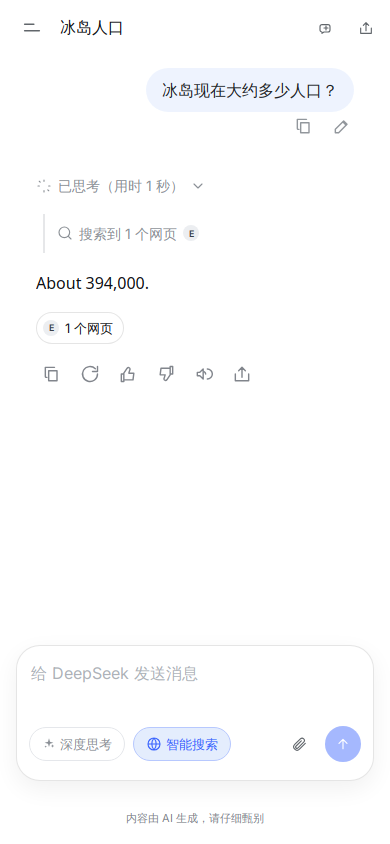 冰岛人口
冰岛现在大约多少人口？
已思考（用时 1 秒）
搜索到 1 个网页 E
About 394,000.
E 1 个网页
给 DeepSeek 发送消息
深度思考 智能搜索
内容由 AI 生成，请仔细甄别